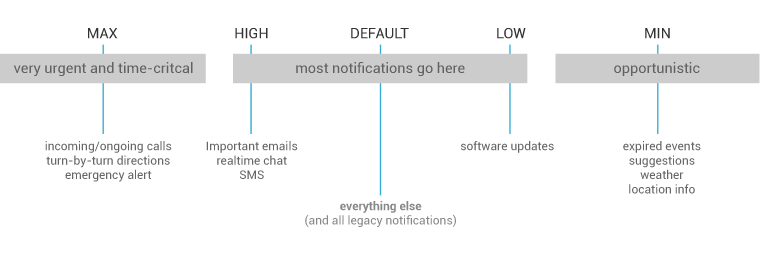 MAX
HIGH
DEFAULT
LOW
MIN
very urgent and time-critcal
most notifications go here
opportunistic
incoming/ongoing calls
turn-by-turn directions
emergency alert
Important emails
realtime chat
SMS
everything else
(and all legacy notifications)
software updates
expired events
suggestions
weather
location info